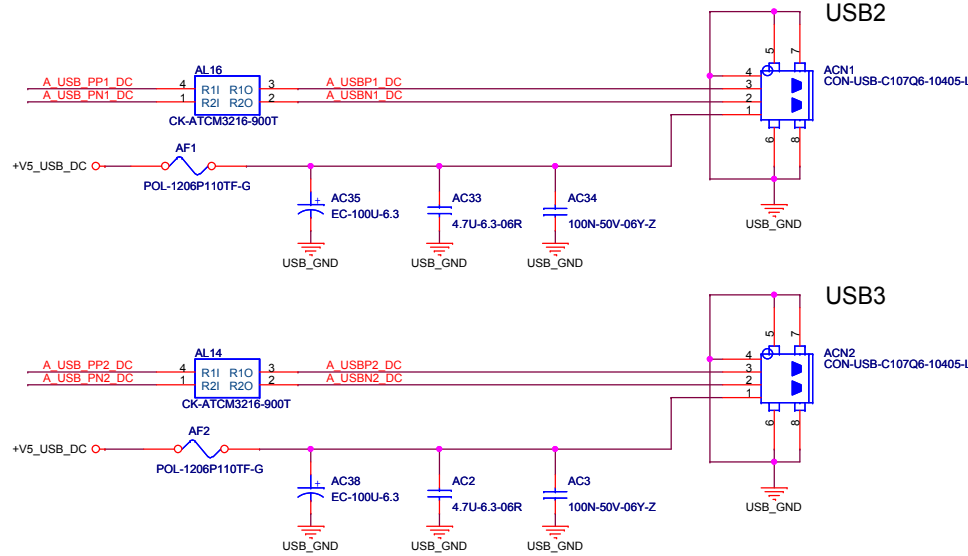 USB2
5
7
AL16
ACN1
CON-USB-C107Q6-10405-L
A_USB_PP1_DC
4
R1I
R1O
3
A_USBP1_DC
4
3
A_USB_PN1_DC
1
R2I
R2O
2
A_USBN1_DC
2
1
CK-ATCM3216-900T
6
8
AF1
+V5_USB_DC
POL-1206P110TF-G
+
AC35
EC-100U-6.3
AC33
4.7U-6.3-06R
AC34
100N-50V-06Y-Z
USB_GND
USB_GND
USB_GND
USB_GND
USB3
5
7
AL14
ACN2
CON-USB-C107Q6-10405-L
A_USB_PP2_DC
4
R1I
R1O
3
A_USBP2_DC
4
3
A_USB_PN2_DC
1
R2I
R2O
2
A_USBN2_DC
2
1
CK-ATCM3216-900T
6
8
AF2
+V5_USB_DC
POL-1206P110TF-G
+
AC38
EC-100U-6.3
AC2
4.7U-6.3-06R
AC3
100N-50V-06Y-Z
USB_GND
USB_GND
USB_GND
USB_GND